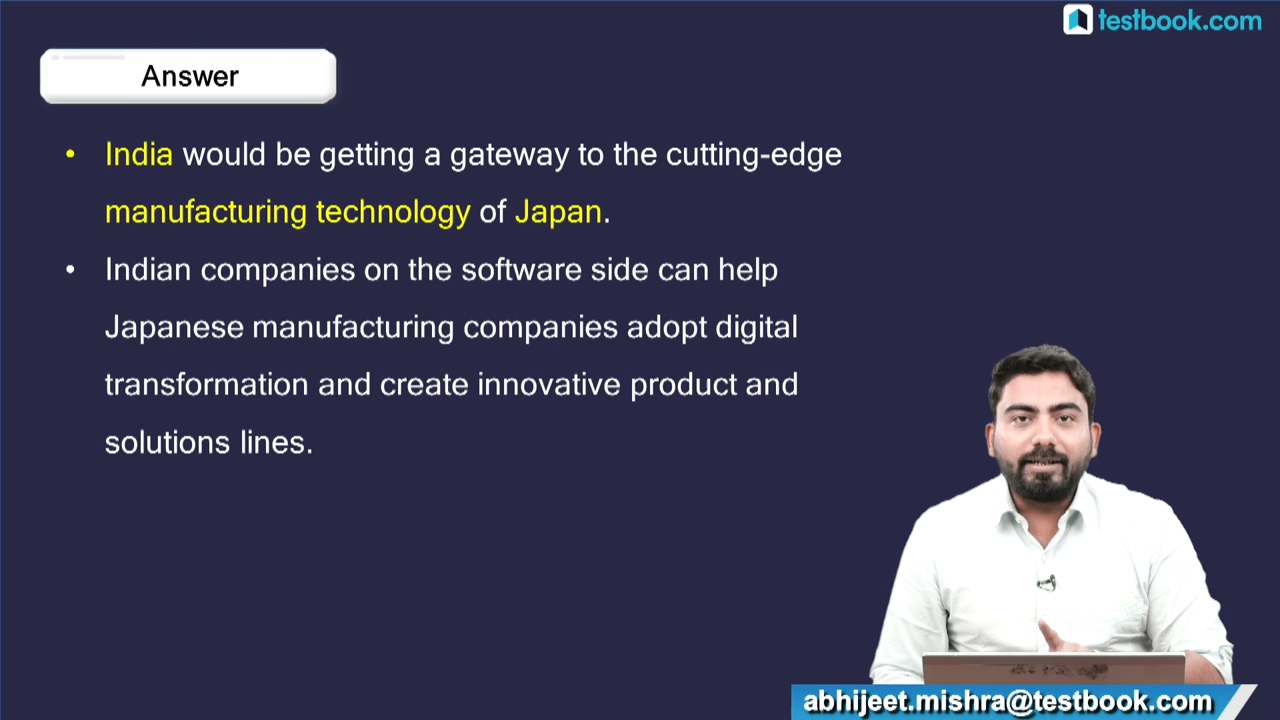 testbook.com
Answer
• India would be getting a gateway to the cutting-edge
manufacturing technology of Japan.
• Indian companies on the software side can help
Japanese manufacturing companies adopt digital
transformation and create innovative product and
solutions lines.
abhijeet.mishra@testbook.com